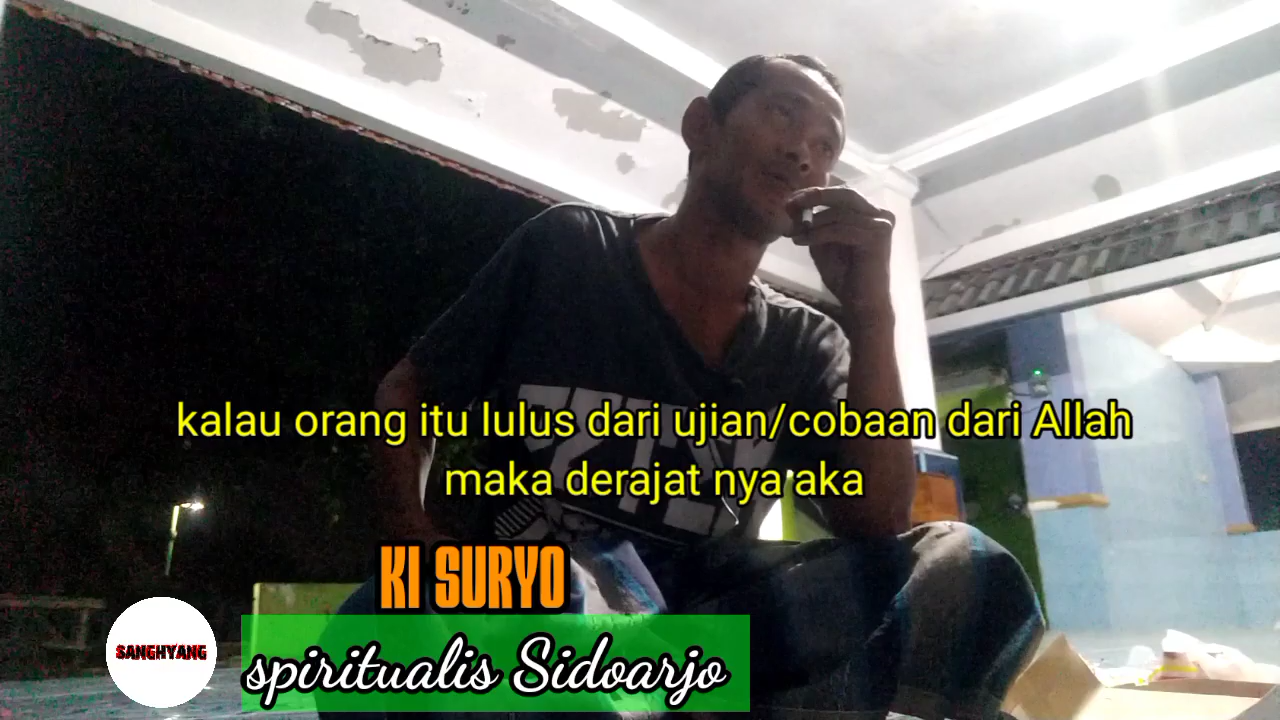 kalau orang itu lulus dari ujian/cobaan dari Allah
maka derajat nya aka
KI SURYO
SANGHYANG
spiritualis Sidoarjo